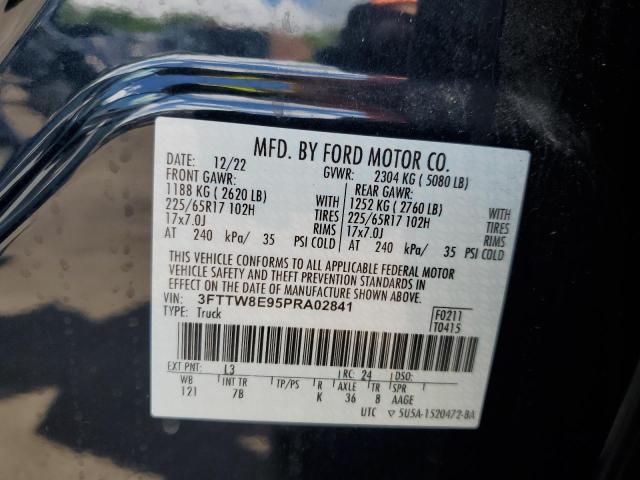 MFD. BY FORD MOTOR CO.
DATE: 12/22 GVWR: 2304 KG ( 5080 LB)
FRONT GAWR: REAR GAWR:
1188 KG ( 2620 LB) WITH 1252 KG ( 2760 LB) WITH
225/65R17 102H TIRES 225/65R17 102H TIRES
17x7.0J RIMS 17x7.0J RIMS
AT 240 kPa/ 35 PSI COLD AT 240 kPa/ 35 PSI COLD
THIS VEHICLE CONFORMS TO ALL APPLICABLE FEDERAL MOTOR
VEHICLE SAFETY BUMPER, AND THEFT PREVENTION STANDARDS IN
EFFECT ON THE DATE OF MANUFACTURE SHOWN ABOVE.
VIN: 3FTTW8E95PRA02841 F0211
TYPE: Truck T0415
EXT PNT: L3 RC: 24 DSO:
WB INT TR TP/PS R AXLE TR SPR
121 7B K 36 8 AAGE
UTC ▽ 5USA-1520472-BA